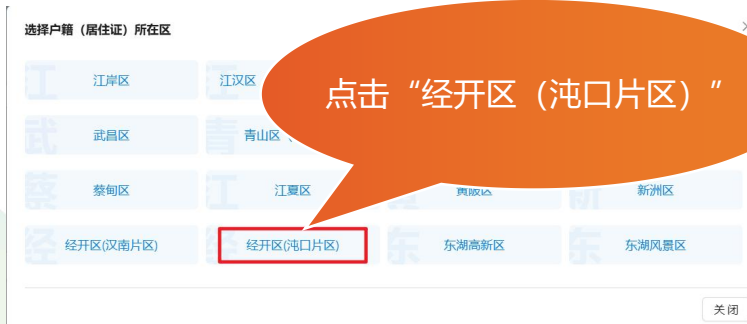 选择户籍（居住证）所在区
点击“经开区（沌口片区）”
江岸区
江汉区
武昌区
青山区（
蔡甸区
江夏区
黄陂区
新洲区
经开区(汉南片区)
经开区(沌口片区)
东湖高新区
东湖风景区
关闭